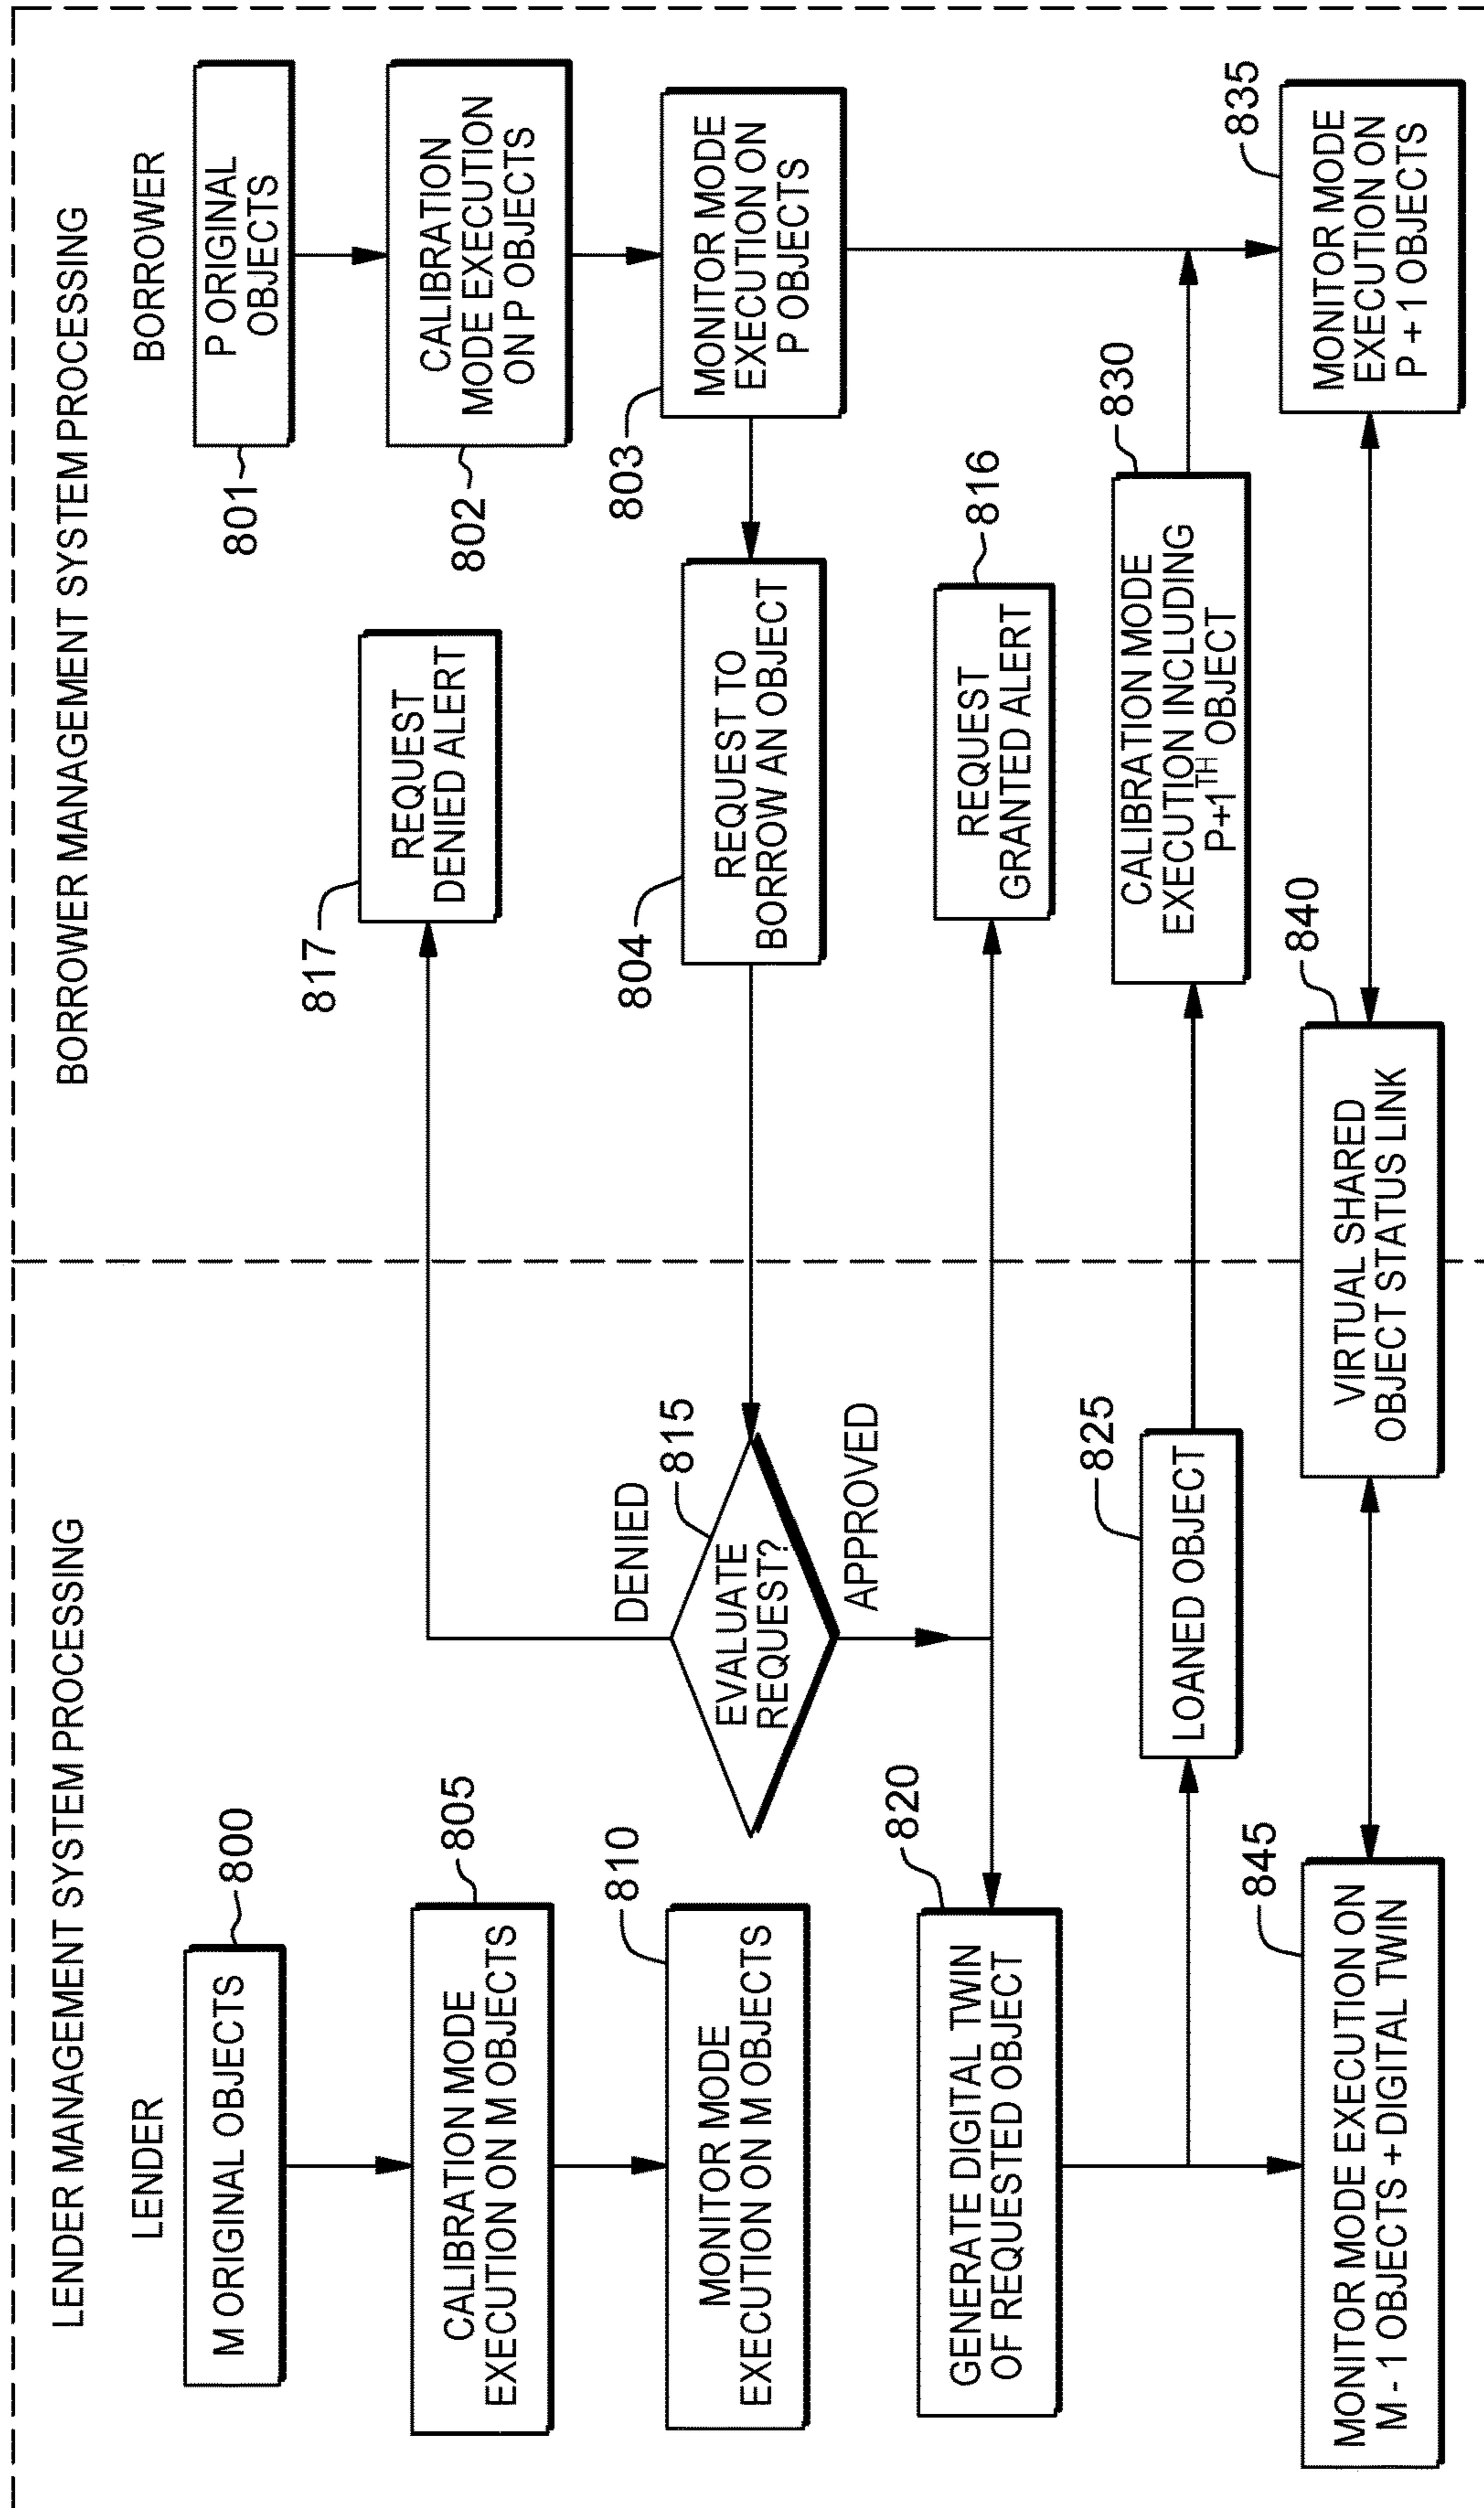 LENDER MANAGEMENT SYSTEM PROCESSING
BORROWER MANAGEMENT SYSTEM PROCESSING
LENDER
BORROWER
M ORIGINAL OBJECTS
800
P ORIGINAL
OBJECTS
801
CALIBRATION MODE
EXECUTION ON M OBJECTS
805
CALIBRATION
MODE EXECUTION
ON P OBJECTS
802
MONITOR MODE
EXECUTION ON M OBJECTS
810
DENIED
EVALUATE
REQUEST?
815
APPROVED
817
REQUEST
DENIED ALERT
804
REQUEST TO
BORROW AN OBJECT
803
MONITOR MODE
EXECUTION ON
P OBJECTS
GENERATE DIGITAL TWIN
OF REQUESTED OBJECT
820
REQUEST
GRANTED ALERT
816
LOANED OBJECT
825
CALIBRATION MODE
EXECUTION INCLUDING
P+1TH OBJECT
830
MONITOR MODE EXECUTION ON
M - 1 OBJECTS + DIGITAL TWIN
845
VIRTUAL SHARED
OBJECT STATUS LINK
840
MONITOR MODE
EXECUTION ON
P + 1 OBJECTS
835